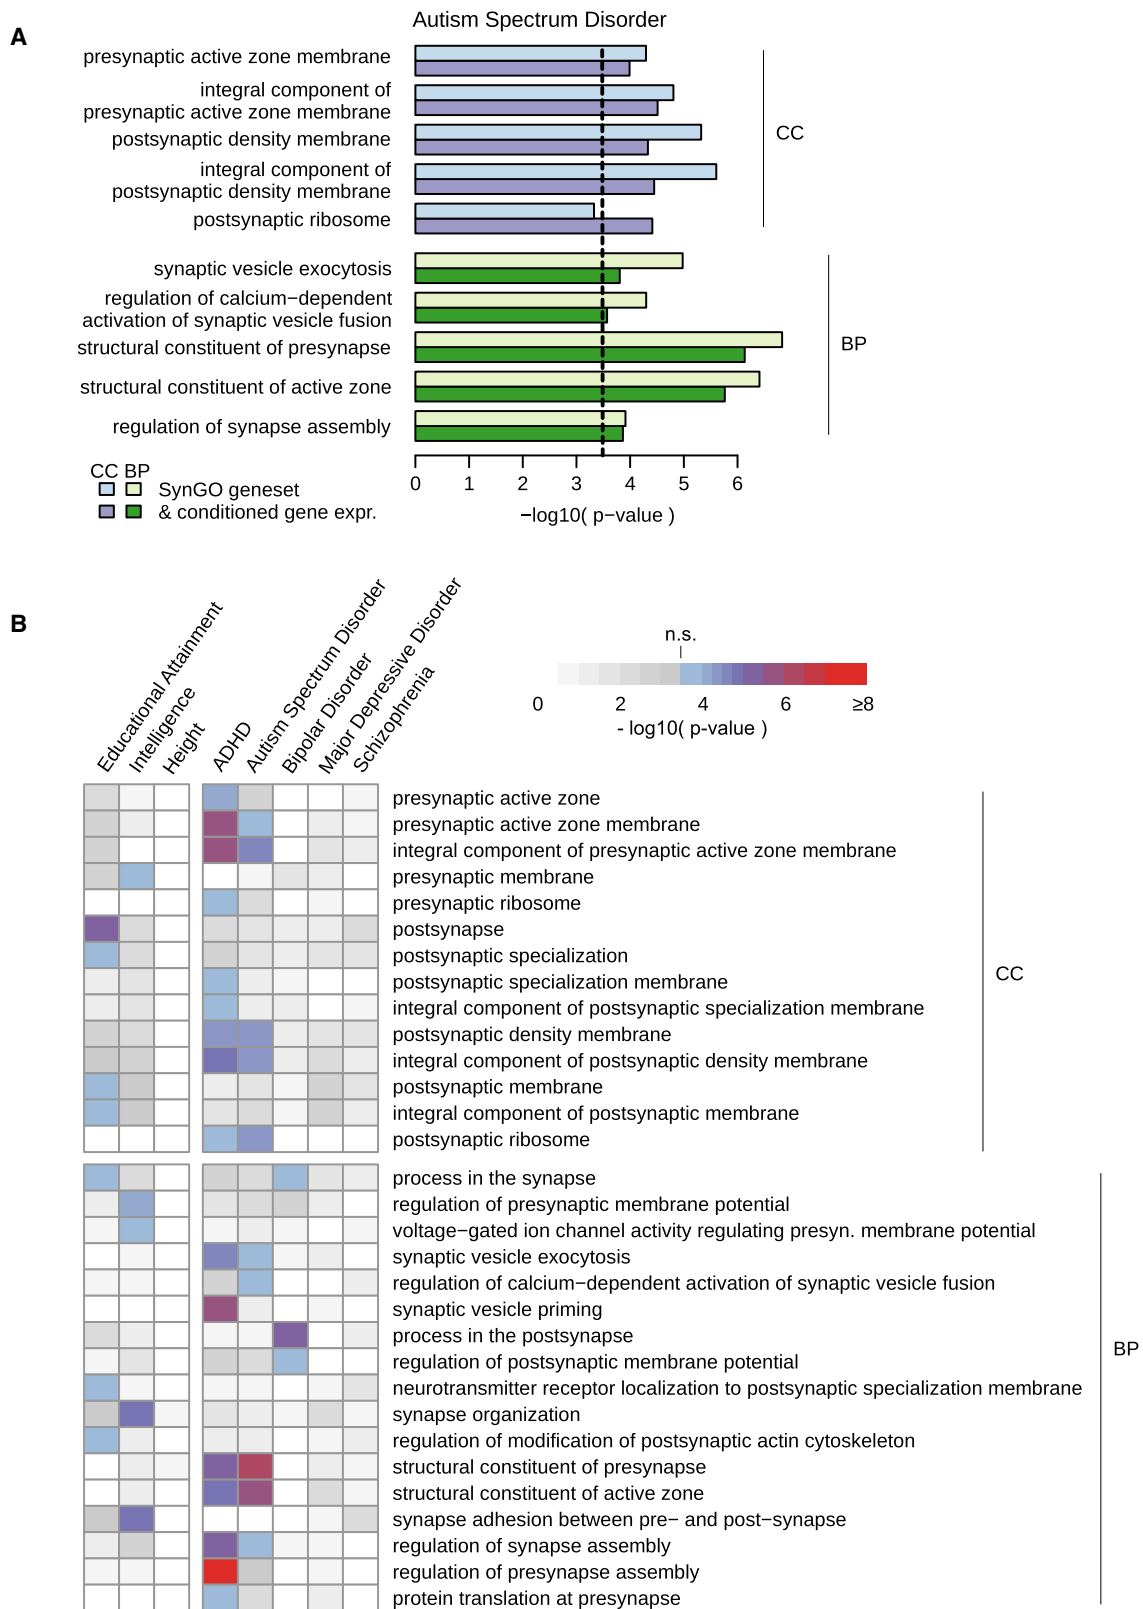 A
Autism Spectrum Disorder
presynaptic active zone membrane
integral component of
presynaptic active zone membrane
postsynaptic density membrane
integral component of
postsynaptic density membrane
postsynaptic ribosome
CC
synaptic vesicle exocytosis
regulation of calcium−dependent
activation of synaptic vesicle fusion
structural constituent of presynapse
structural constituent of active zone
regulation of synapse assembly
BP
0 1 2 3 4 5 6
−log10( p−value )
CC BP
SynGO geneset
& conditioned gene expr.
B
Educational Attainment
Intelligence
Height
ADHD
Autism Spectrum Disorder
Bipolar Disorder
Major Depressive Disorder
Schizophrenia
n.s.
0 2 4 6 ≥8
- log10( p-value )
presynaptic active zone
presynaptic active zone membrane
integral component of presynaptic active zone membrane
presynaptic membrane
presynaptic ribosome
postsynapse
postsynaptic specialization
postsynaptic specialization membrane
integral component of postsynaptic specialization membrane
postsynaptic density membrane
integral component of postsynaptic density membrane
postsynaptic membrane
integral component of postsynaptic membrane
postsynaptic ribosome
CC
process in the synapse
regulation of presynaptic membrane potential
voltage−gated ion channel activity regulating presyn. membrane potential
synaptic vesicle exocytosis
regulation of calcium−dependent activation of synaptic vesicle fusion
synaptic vesicle priming
process in the postsynapse
regulation of postsynaptic membrane potential
neurotransmitter receptor localization to postsynaptic specialization membrane
synapse organization
regulation of modification of postsynaptic actin cytoskeleton
structural constituent of presynapse
structural constituent of active zone
synapse adhesion between pre− and post−synapse
regulation of synapse assembly
regulation of presynapse assembly
protein translation at presynapse
BP